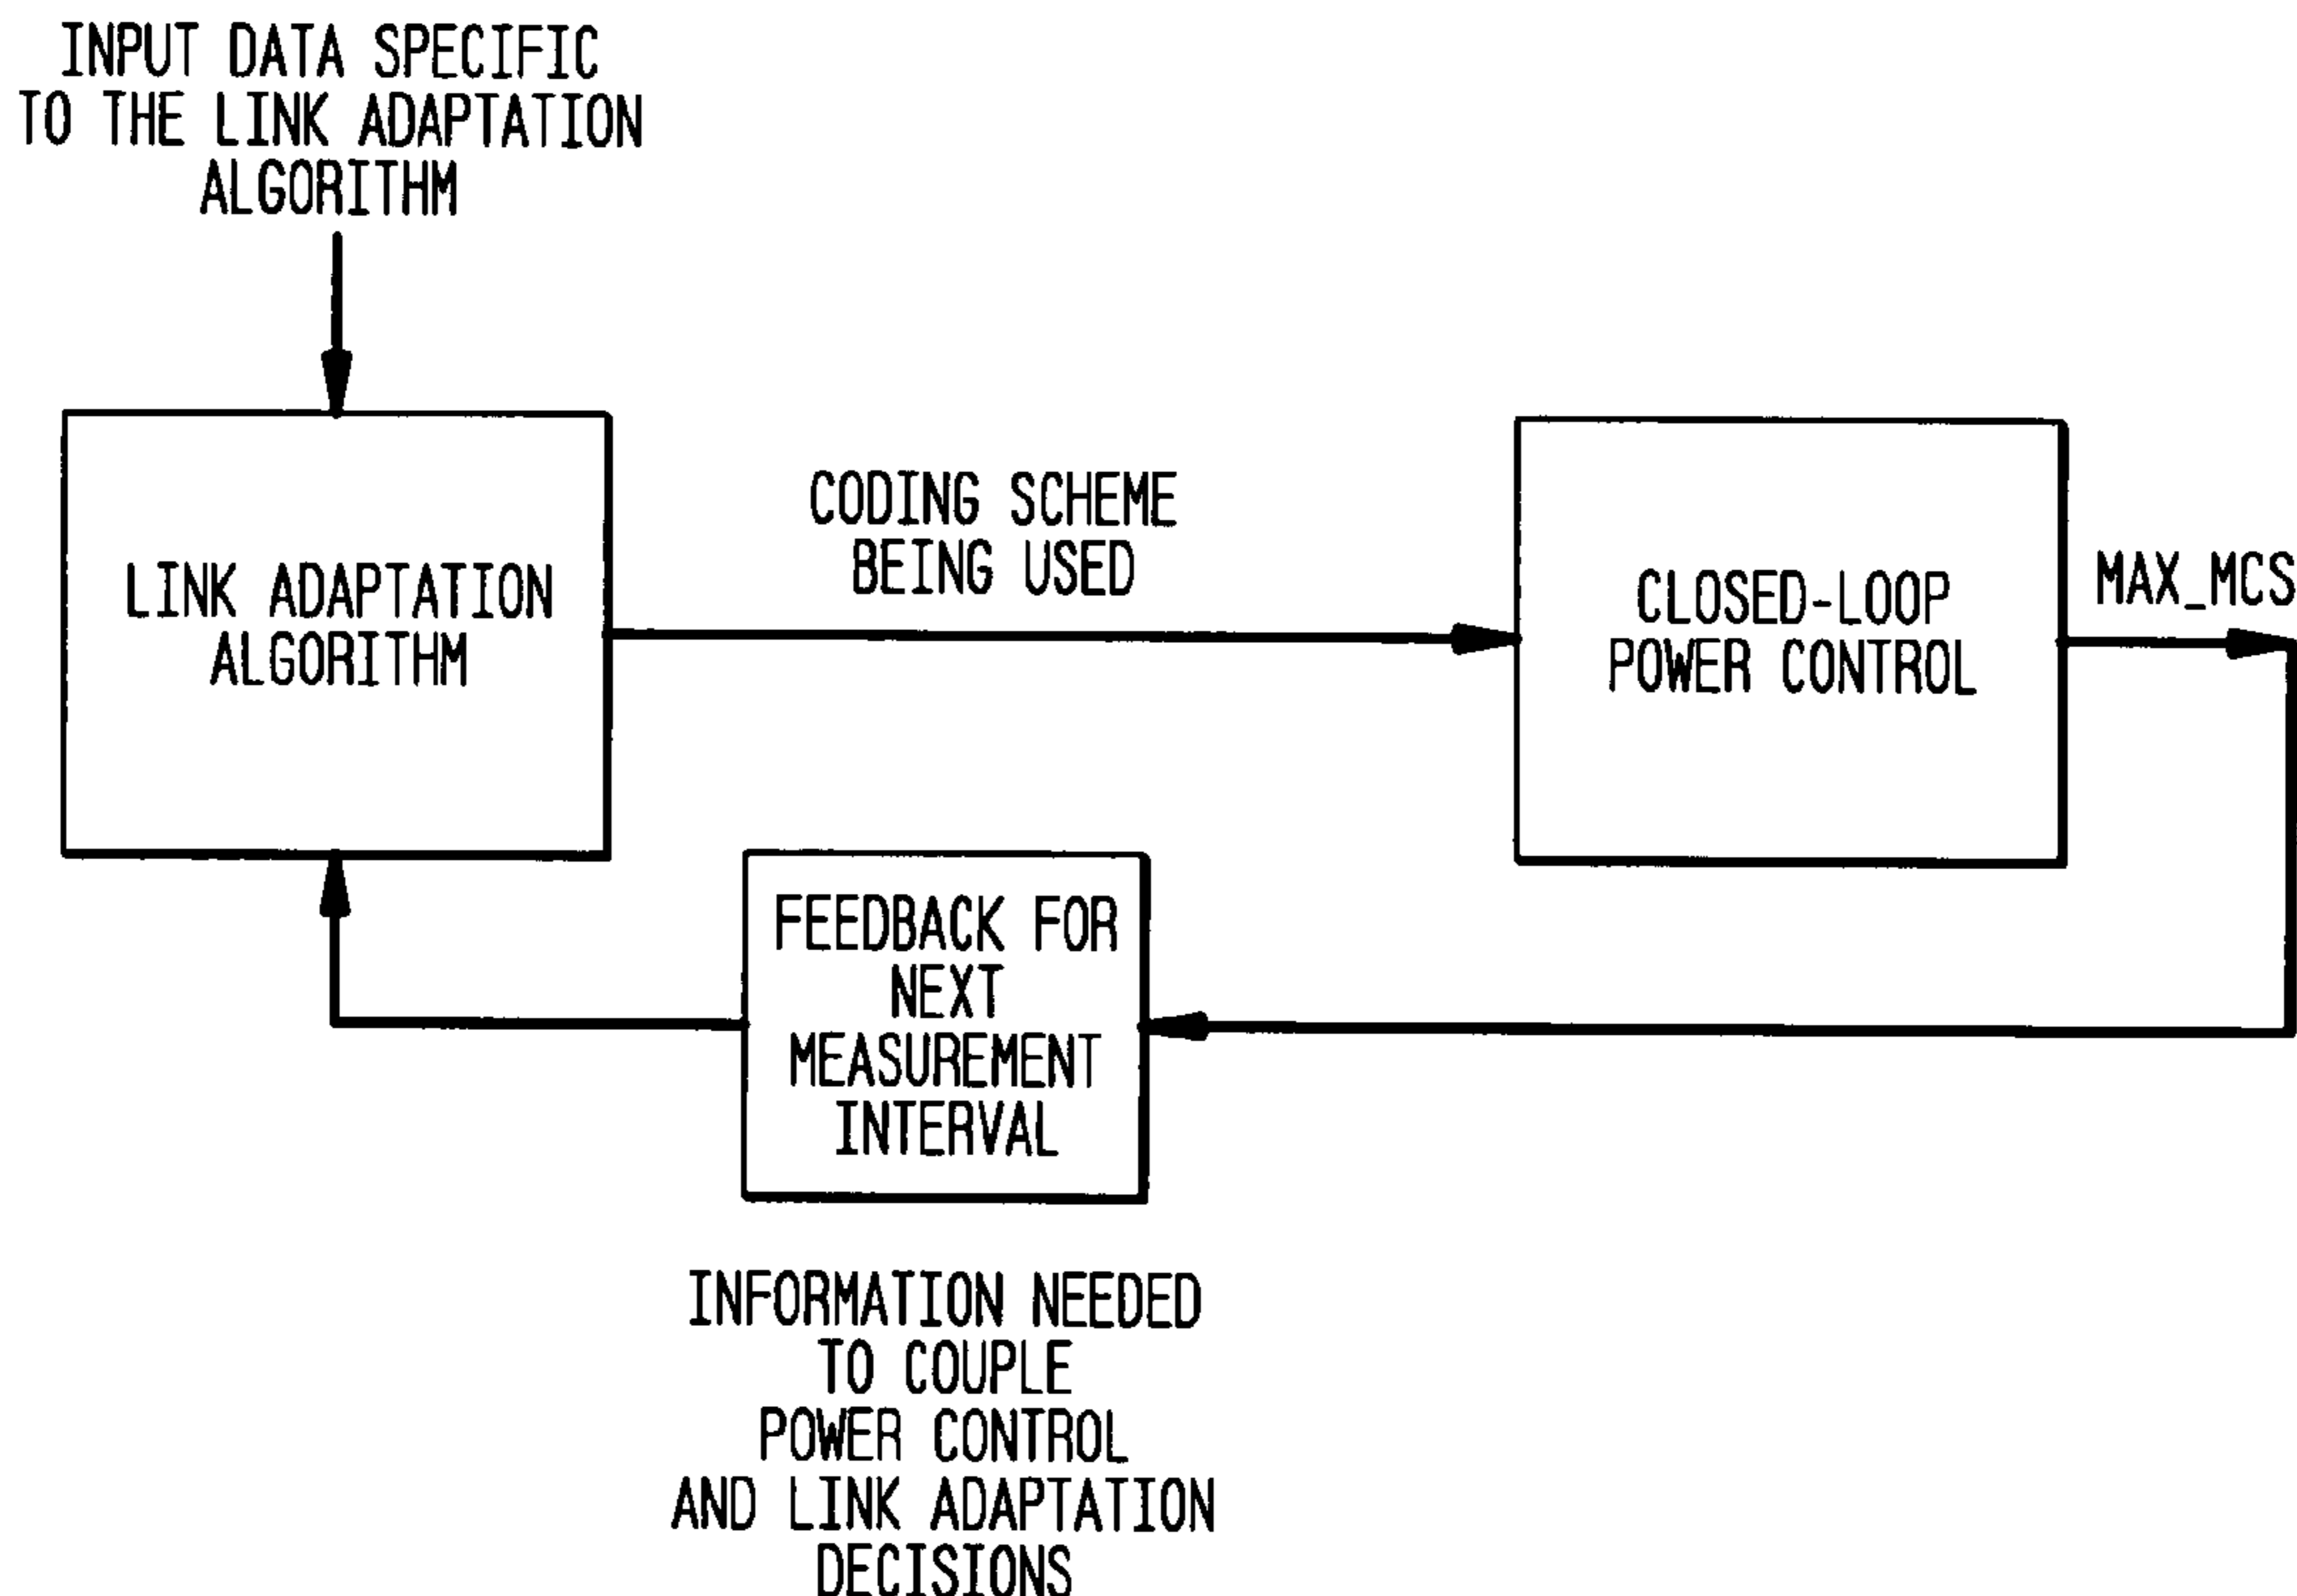 INPUT DATA SPECIFIC
TO THE LINK ADAPTATION
ALGORITHM
LINK ADAPTATION
ALGORITHM
CODING SCHEME
BEING USED
CLOSED-LOOP
POWER CONTROL
MAX_MCS
FEEDBACK FOR
NEXT
MEASUREMENT
INTERVAL
INFORMATION NEEDED
TO COUPLE
POWER CONTROL
AND LINK ADAPTATION
DECISIONS